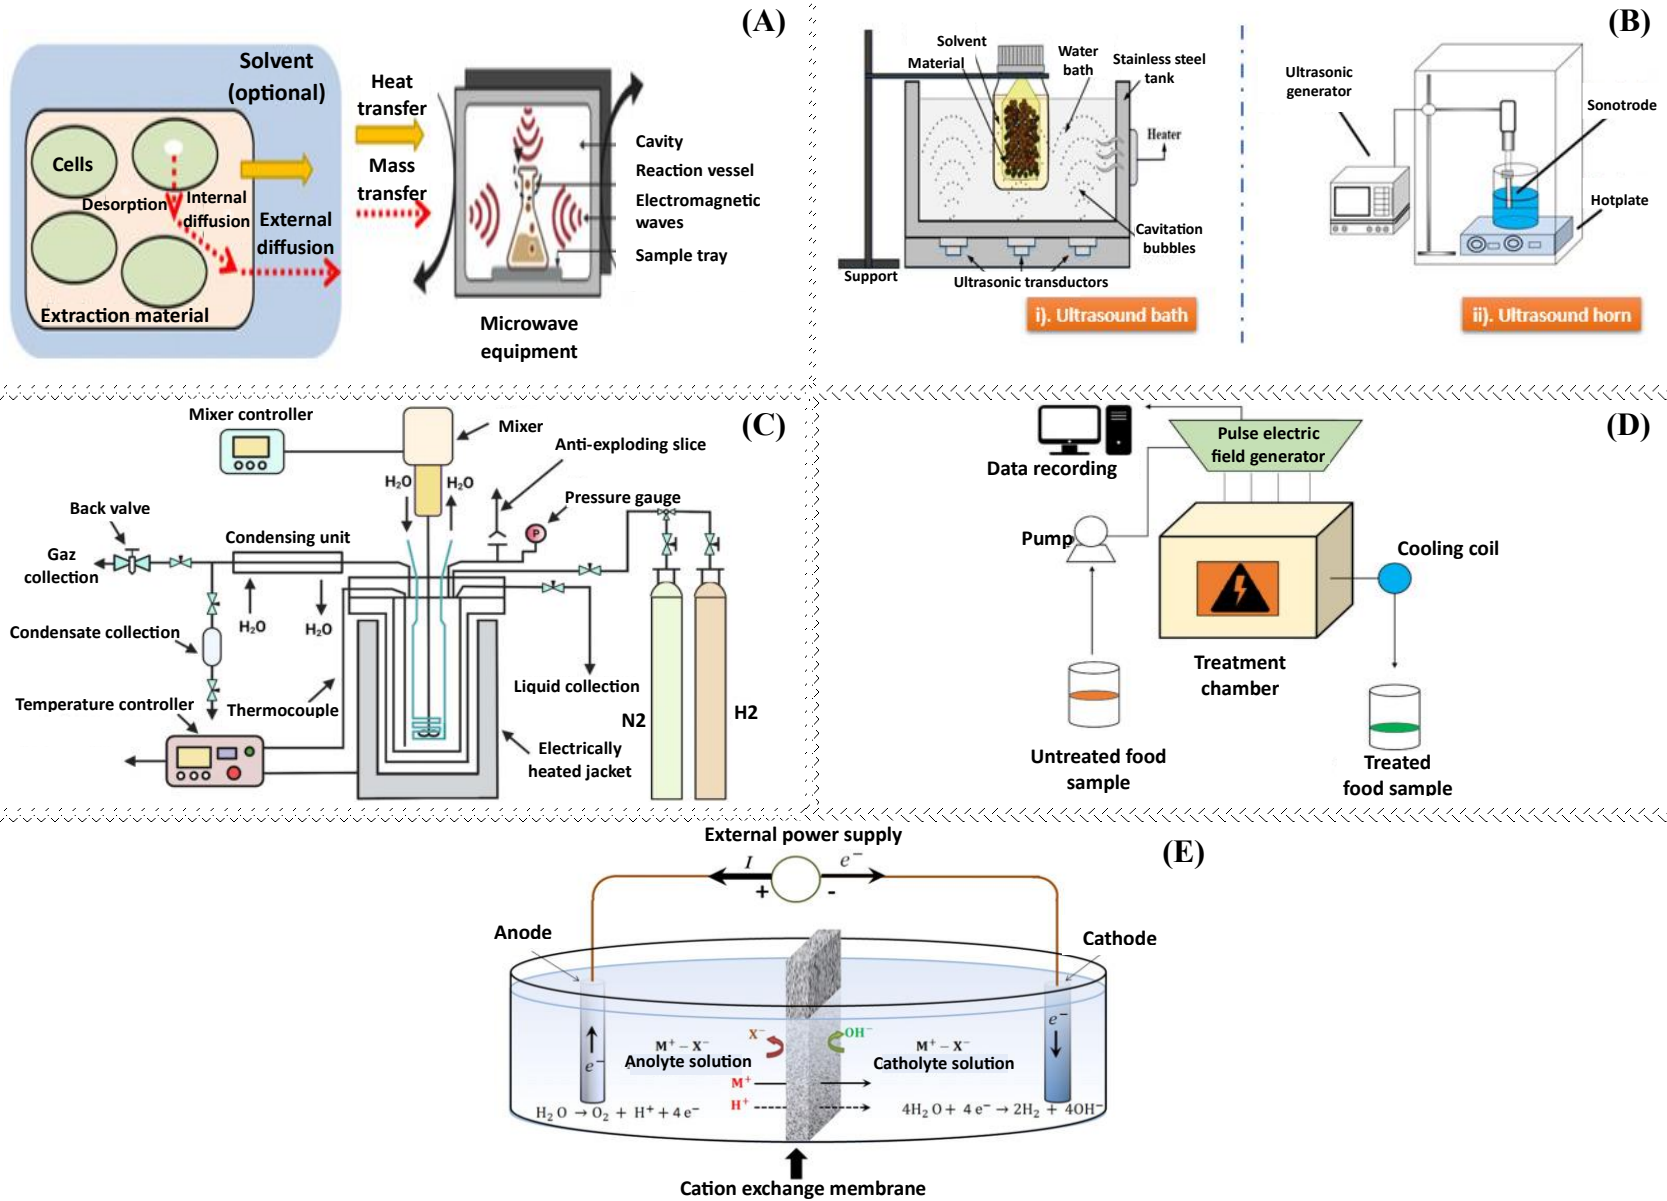 (A)
Solvent
(optional)
Cells
Desorption
Internal
diffusion
External
diffusion
Extraction material
Heat
transfer
Mass
transfer
Cavity
Reaction vessel
Electromagnetic
waves
Sample tray
Microwave
equipment
(B)
Solvent
Material
Water
bath
Stainless steel
tank
Heater
Cavitation
bubbles
Support
Ultrasonic transductors
i). Ultrasound bath
Ultrasonic
generator
Sonotrode
Hotplate
ii). Ultrasound horn
(C)
Mixer controller
Mixer
Anti-exploding slice
H₂O
H₂O
Pressure gauge
P
Back valve
Condensing unit
Gaz
collection
H₂O
H₂O
Condensate collection
Liquid collection
Temperature controller
Thermocouple
N2
H2
Electrically
heated jacket
(D)
Pulse electric
field generator
Data recording
Pump
Cooling coil
Treatment
chamber
Untreated food
sample
Treated
food sample
(E)
External power supply
I
e⁻
+
-
Anode
Cathode
e⁻
e⁻
X⁻
OH⁻
M⁺ – X⁻
Anolyte solution
M⁺ – X⁻
Catholyte solution
M⁺
H⁺
H₂O → O₂ + H⁺ + 4e⁻
4H₂O + 4 e⁻ → 2H₂ + 4OH⁻
Cation exchange membrane